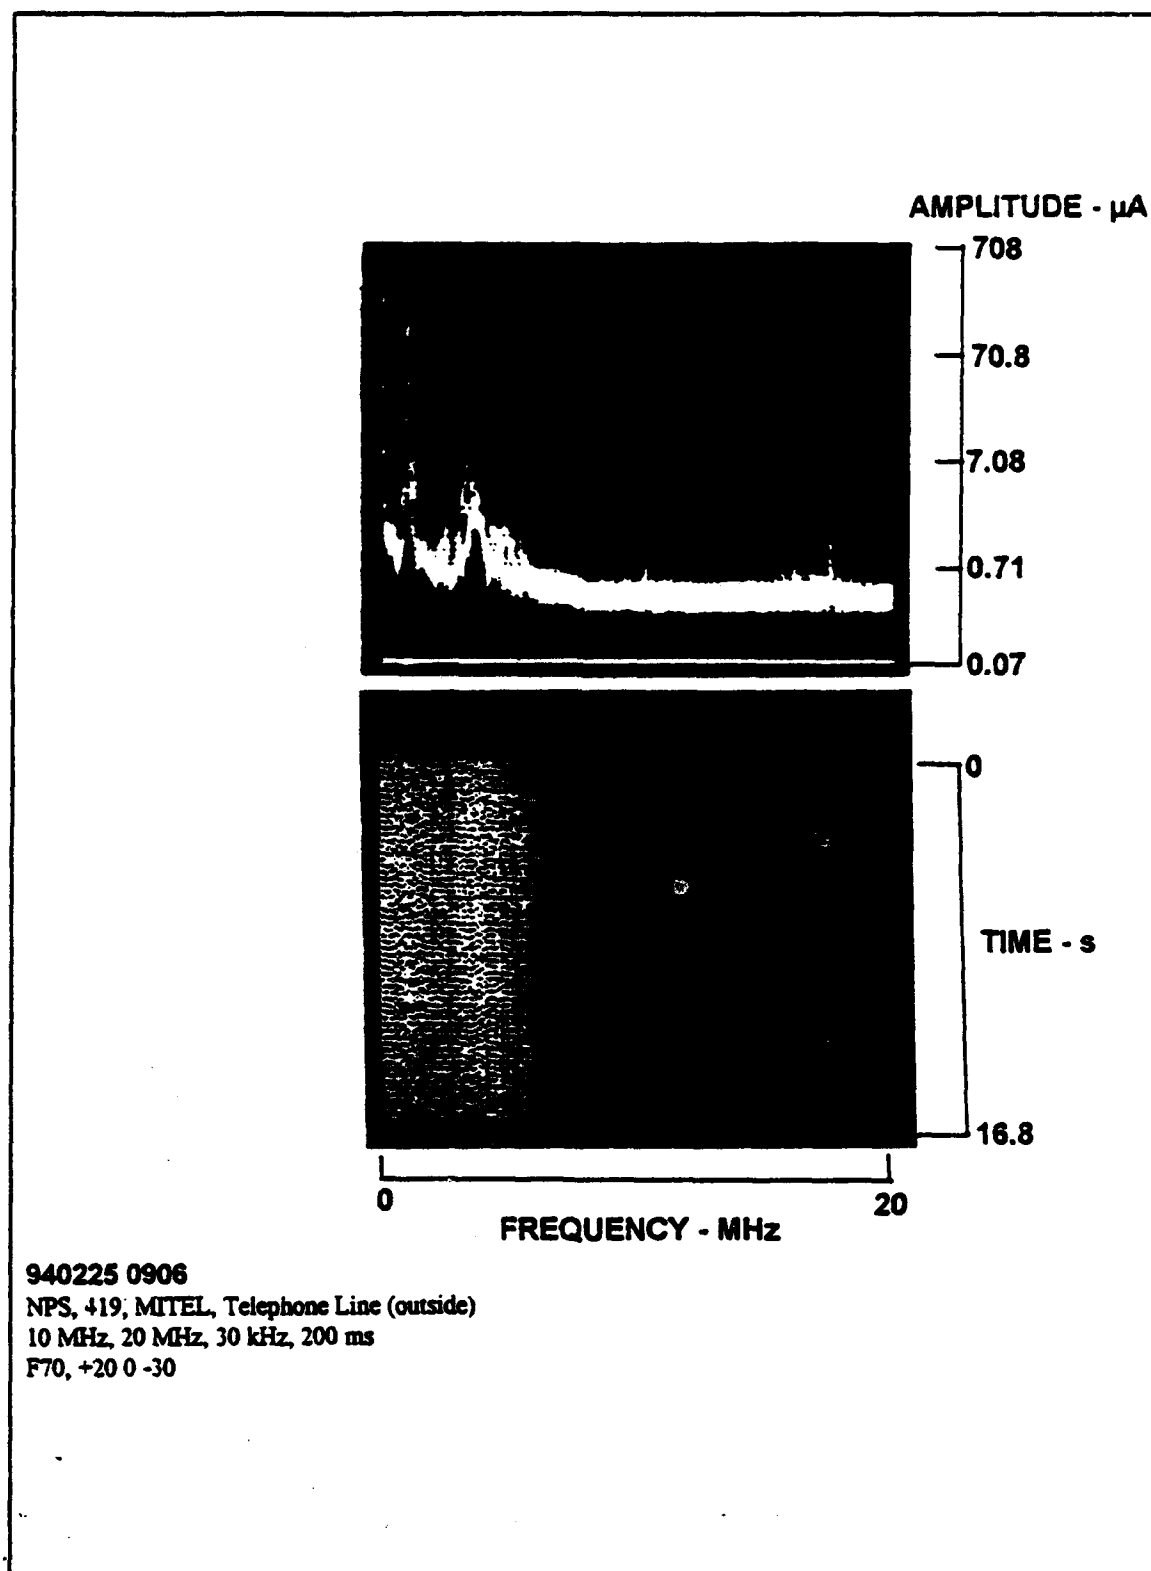 AMPLITUDE - µA
708
70.8
7.08
0.71
0.07
0
TIME - s
16.8
0
20
FREQUENCY - MHz
940225 0906
NPS, 419, MITEL, Telephone Line (outside)
10 MHz, 20 MHz, 30 kHz, 200 ms
F70, +20 0 -30